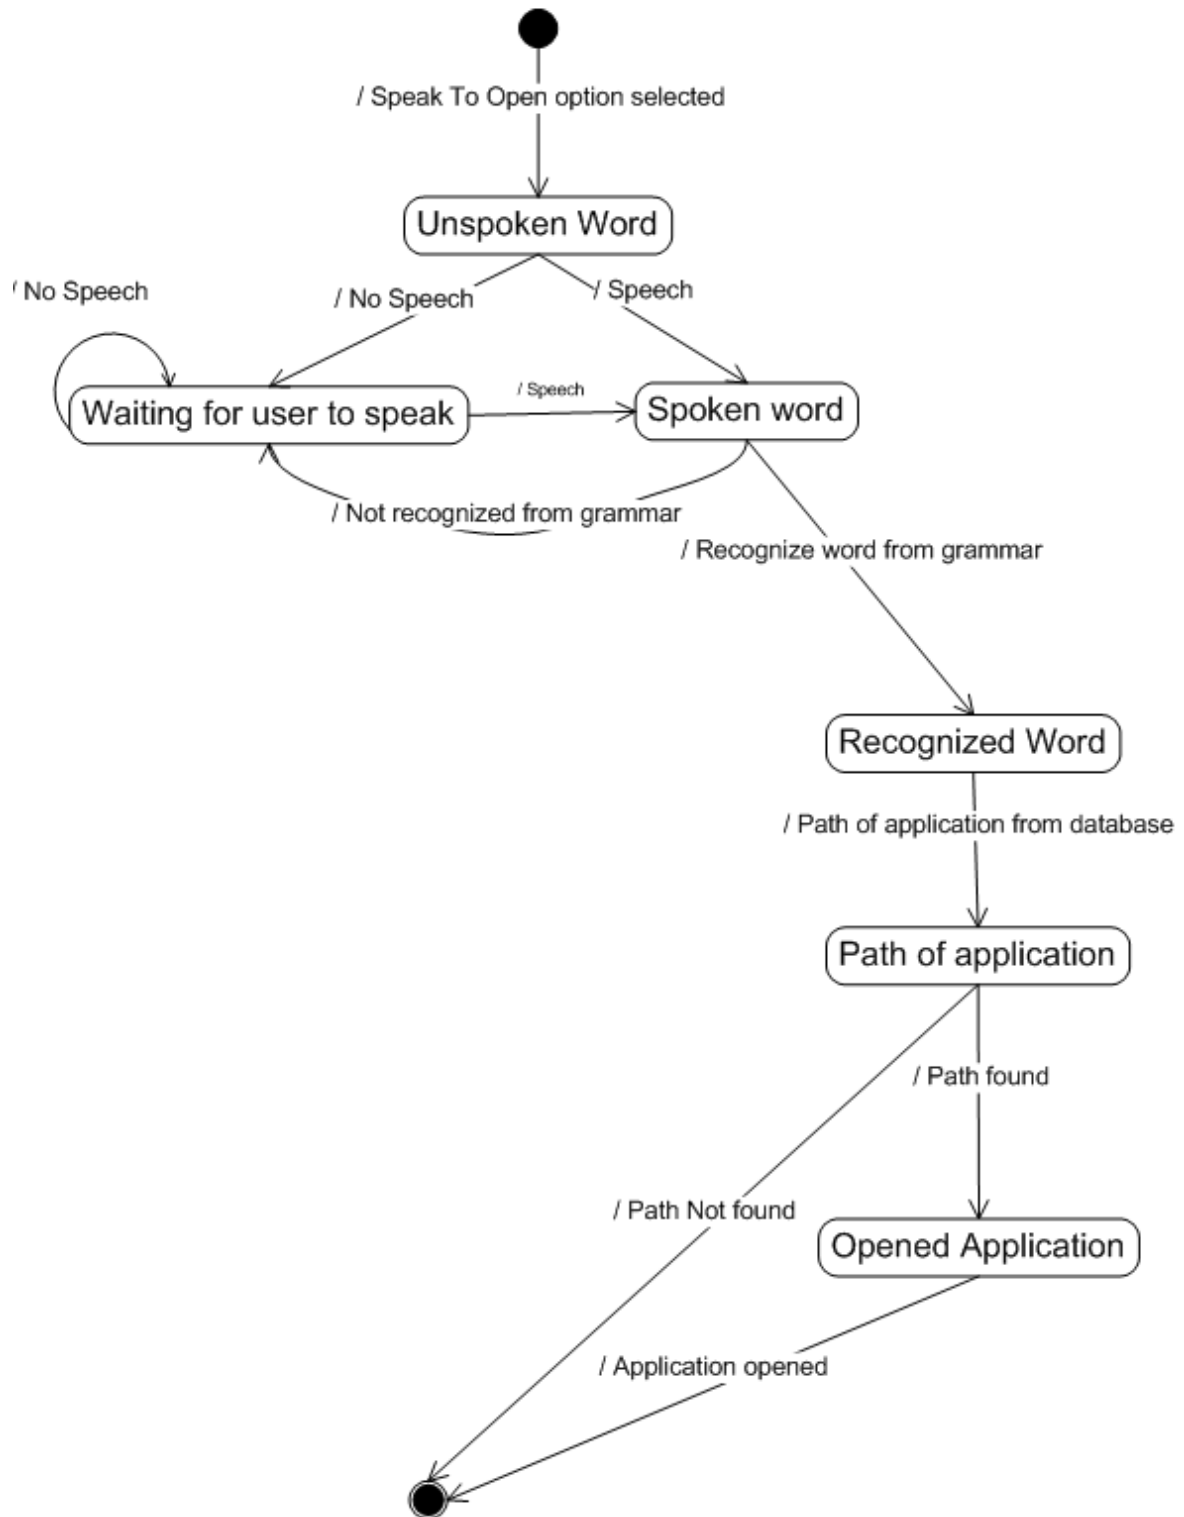 / Speak To Open option selected
Unspoken Word
/ No Speech
/ No Speech
/ Speech
Waiting for user to speak
/ Speech
Spoken word
/ Not recognized from grammar
/ Recognize word from grammar
Recognized Word
/ Path of application from database
Path of application
/ Path found
/ Path Not found
Opened Application
/ Application opened